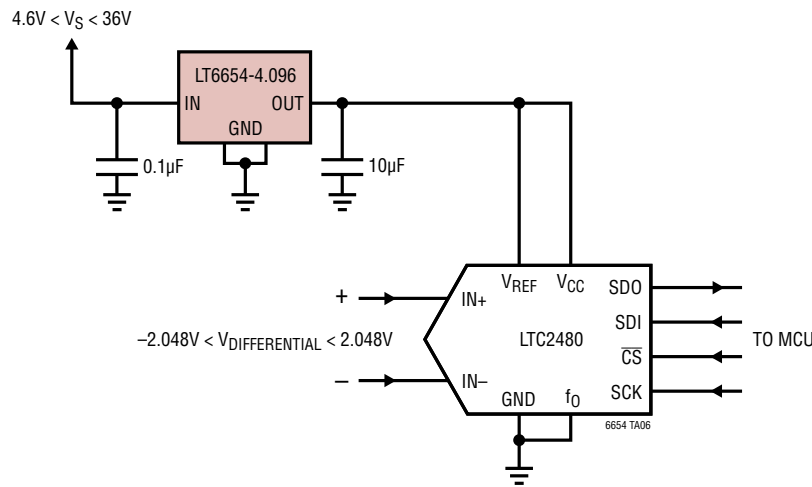 4.6V < VS < 36V
LT6654-4.096
IN OUT
GND
0.1µF
10µF
VREF VCC
+ IN+
SDO
SDI
–2.048V < VDIFFERENTIAL < 2.048V
LTC2480
TO MCU
CS
– IN–
SCK
GND fO
6654 TA06